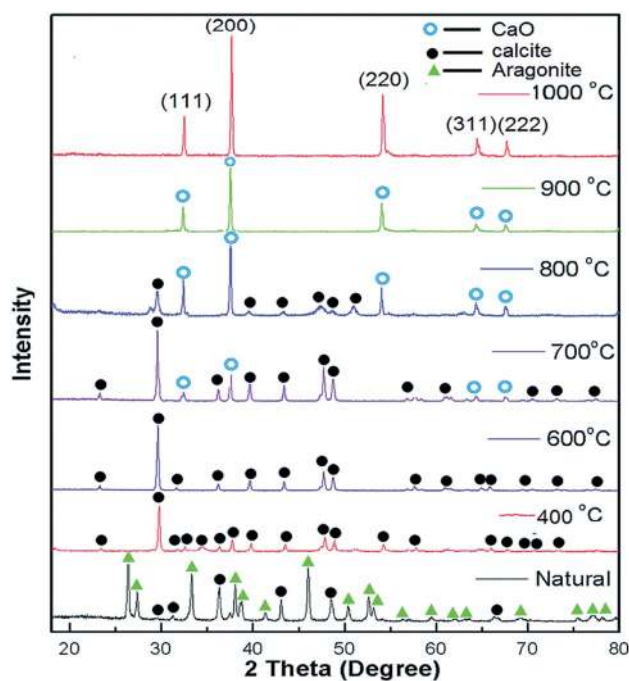 (200)
CaO
calcite
Aragonite
(111)
(220)
1000 °C
(311)
(222)
900 °C
800 °C
700°C
600°C
400 °C
Natural
Intensity
20 30 40 50 60 70 80
2 Theta (Degree)